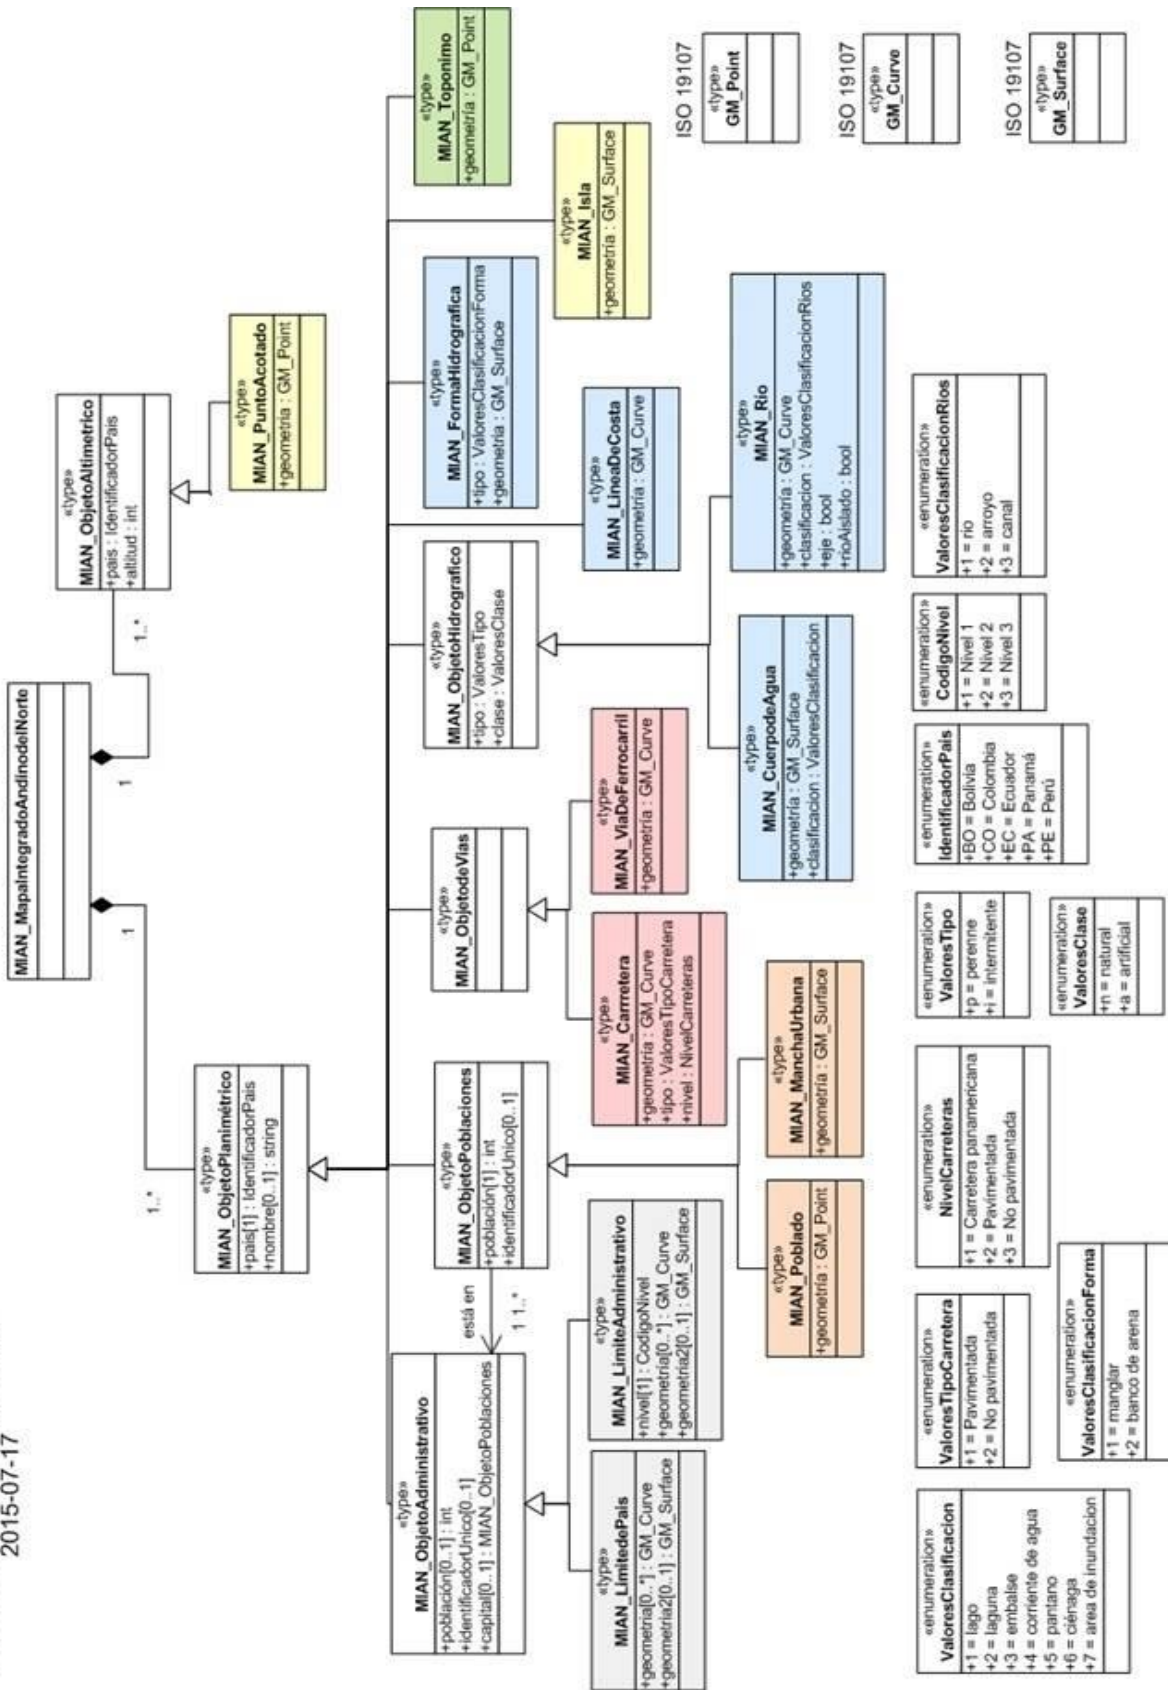 2015-07-17
MIAN_MapaIntegradoAndinodelNorte
1
1
1..*
1..*
«type»
MIAN_ObjetoPlanimétrico
+pais[1] : IdentificadorPais
+nombre[0..1] : string
«type»
MIAN_ObjetoAltimetrico
+pais : IdentificadorPais
+altitud : int
«type»
MIAN_PuntoAcotado
+geometria : GM_Point
«type»
MIAN_ObjetoAdministrativo
+población[0..1] : int
+identificadorUnico[0..1]
+capital[0..1] : MIAN_ObjetoPoblaciones
está en
1 1..*
«type»
MIAN_ObjetoPoblaciones
+población[1] : int
+identificadorUnico[0..1]
«type»
MIAN_ObjetodeVias
«type»
MIAN_ObjetoHidrografico
+tipo : ValoresTipo
+clase : ValoresClase
«type»
MIAN_FormaHidrografica
+tipo : ValoresClasificacionForma
+geometria : GM_Surface
«type»
MIAN_Toponimo
+geometria : GM_Point
«type»
MIAN_LimitedePais
+geometria[0..*] : GM_Curve
+geometria2[0..1] : GM_Surface
«type»
MIAN_LimiteAdministrativo
+nivel[1] : CodigoNivel
+geometria[0..*] : GM_Curve
+geometria2[0..1] : GM_Surface
«type»
MIAN_Carrretera
+geometria : GM_Curve
+tipo : ValoresTipoCarretera
+nivel : NivelCarreteras
«type»
MIAN_ViaDeFerrocarril
+geometria : GM_Curve
«type»
MIAN_LineaDeCosta
+geometria : GM_Curve
«type»
MIAN_Isla
+geometria : GM_Surface
«type»
MIAN_Poblado
+geometria : GM_Point
«type»
MIAN_ManchaUrbana
+geometria : GM_Surface
«type»
MIAN_CuerpodeAgua
+geometria : GM_Surface
+clasificacion : ValoresClasificacion
«type»
MIAN_Rio
+geometria : GM_Curve
+clasificacion : ValoresClasificacionRios
+eje : bool
+rioAislado : bool
ISO 19107
«type»
GM_Point
ISO 19107
«type»
GM_Curve
ISO 19107
«type»
GM_Surface
«enumeration»
ValoresClasificacion
+1 = lago
+2 = laguna
+3 = embalse
+4 = corriente de agua
+5 = pantano
+6 = ciénaga
+7 = area de inundacion
«enumeration»
ValoresTipoCarretera
+1 = Pavimentada
+2 = No pavimentada
«enumeration»
NivelCarreteras
+1 = Carretera panamericana
+2 = Pavimentada
+3 = No pavimentada
«enumeration»
ValoresTipo
+p = perenne
+i = intermitente
«enumeration»
IdentificadorPais
+BO = Bolivia
+CO = Colombia
+EC = Ecuador
+PA = Panamá
+PE = Perú
«enumeration»
CodigoNivel
+1 = Nivel 1
+2 = Nivel 2
+3 = Nivel 3
«enumeration»
ValoresClasificacionRios
+1 = rio
+2 = arroyo
+3 = canal
«enumeration»
ValoresClasificacionForma
+1 = manglar
+2 = banco de arena
«enumeration»
ValoresClase
+n = natural
+a = artificial